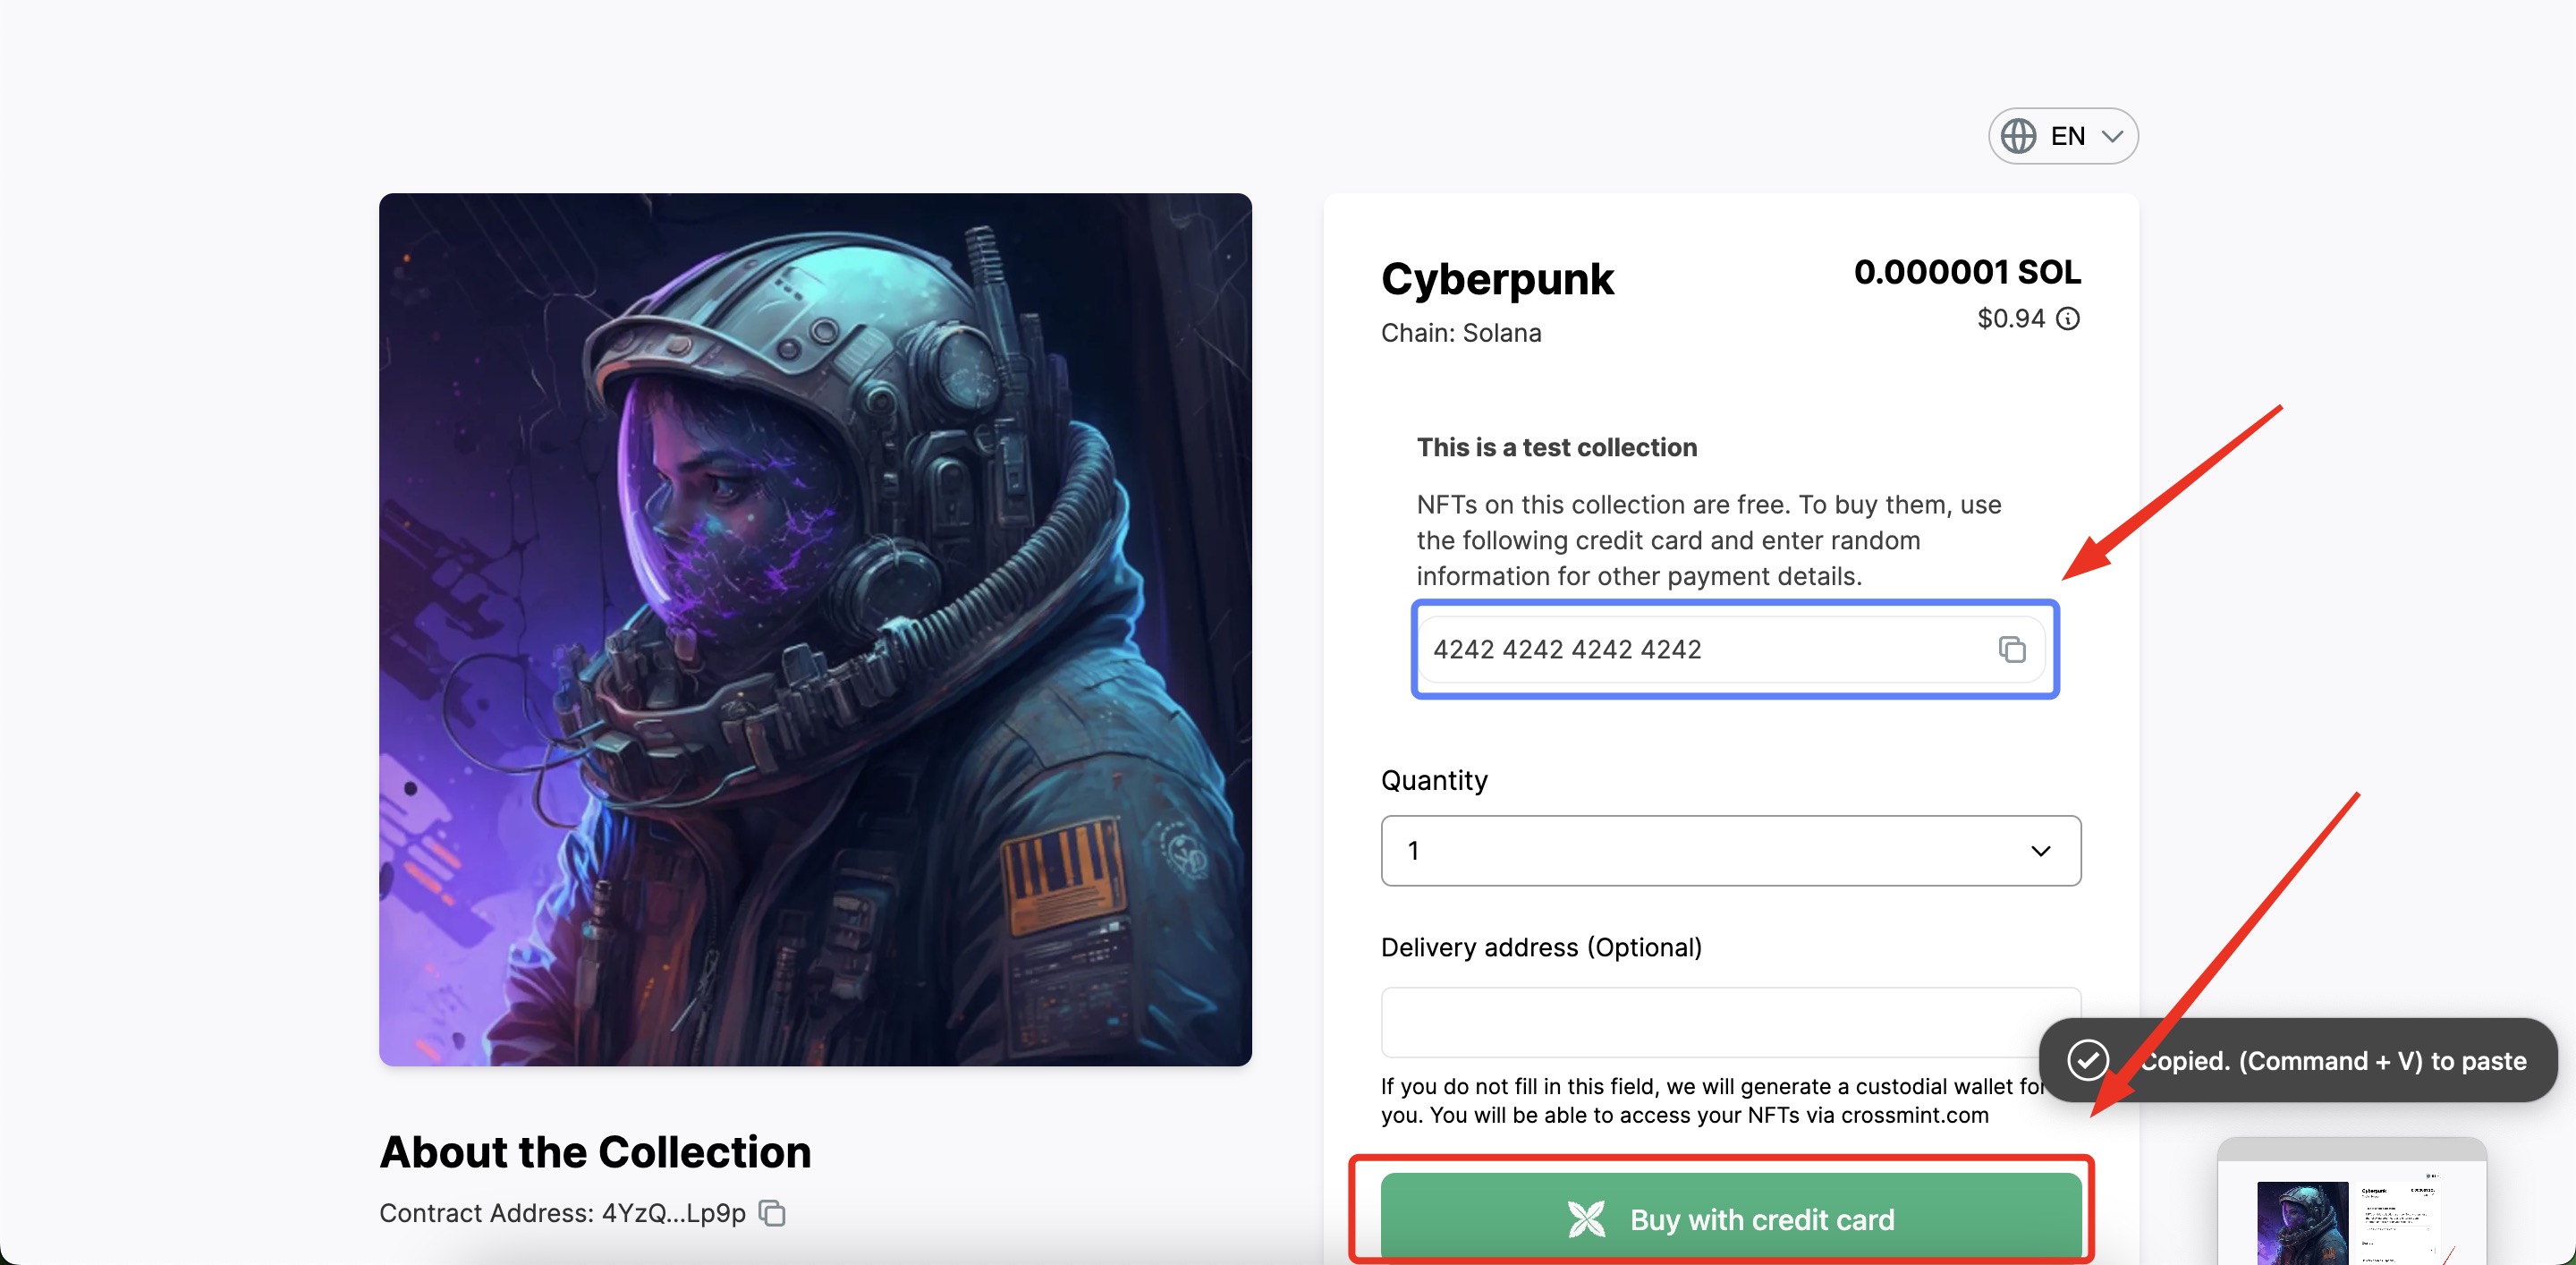 EN
Cyberpunk
0.000001 SOL
$0.94
Chain: Solana
This is a test collection
NFTs on this collection are free. To buy them, use
the following credit card and enter random
information for other payment details.
4242 4242 4242 4242
Quantity
1
Delivery address (Optional)
Copied. (Command + V) to paste
If you do not fill in this field, we will generate a custodial wallet for
you. You will be able to access your NFTs via crossmint.com
Buy with credit card
About the Collection
Contract Address: 4YzQ...Lp9p